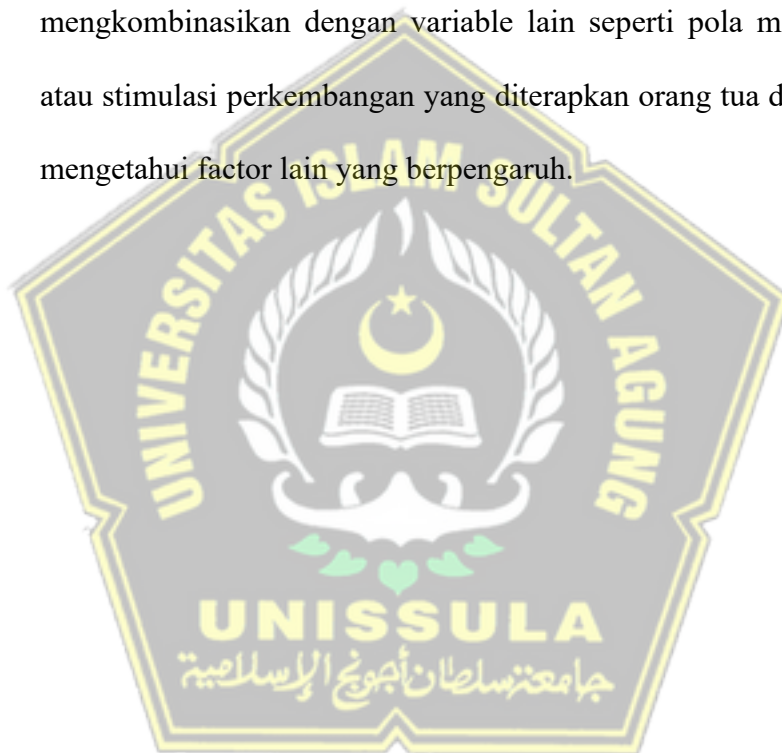 mengkombinasikan dengan variable lain seperti pola
atau stimulasi perkembangan yang diterapkan orang tua
mengetahui factor lain yang berpengaruh.
UNIVERSITAS ISLAM SULTAN AGUNG
UNISSULA
جامعة سلطان أجونج الإسلامية